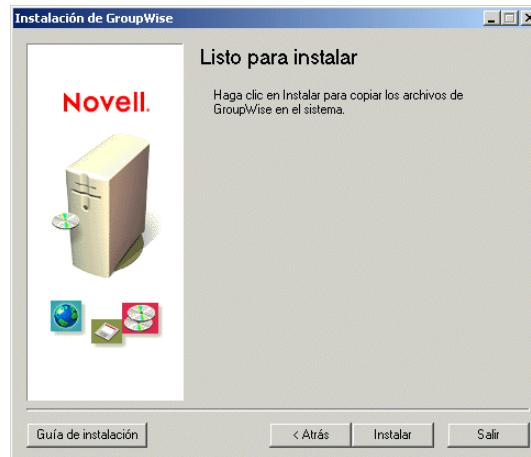 Instalación de GroupWise
Novell.
Listo para instalar
Haga clic en Instalar para copiar los archivos de
GroupWise en el sistema.
Guía de instalación
< Atrás
Instalar
Salir